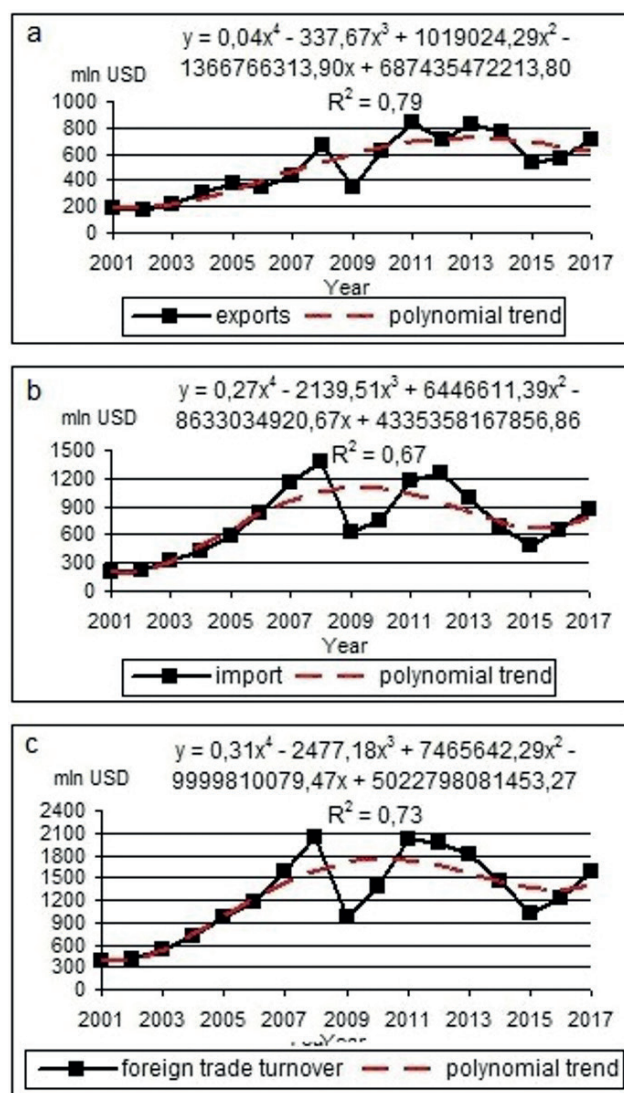 a
y = 0,04x⁴ - 337,67x³ + 1019024,29x² -
1366766313,90x + 687435472213,80
mln USD
R² = 0,79
1000
800
600
400
200
0
2001 2003 2005 2007 2009 2011 2013 2015 2017
Year
exports polynomial trend
b
y = 0,27x⁴ - 2139,51x³ + 6446611,39x² -
8633034920,67x + 4335358167856,86
mln USD
R² = 0,67
1500
1200
900
600
300
0
2001 2003 2005 2007 2009 2011 2013 2015 2017
Year
import polynomial trend
c
y = 0,31x⁴ - 2477,18x³ + 7465642,29x² -
9999810079,47x + 5022798081453,27
mln USD
R² = 0,73
2400
2100
1800
1500
1200
900
600
300
0
2001 2003 2005 2007 2009 2011 2013 2015 2017
Year
foreign trade turnover polynomial trend